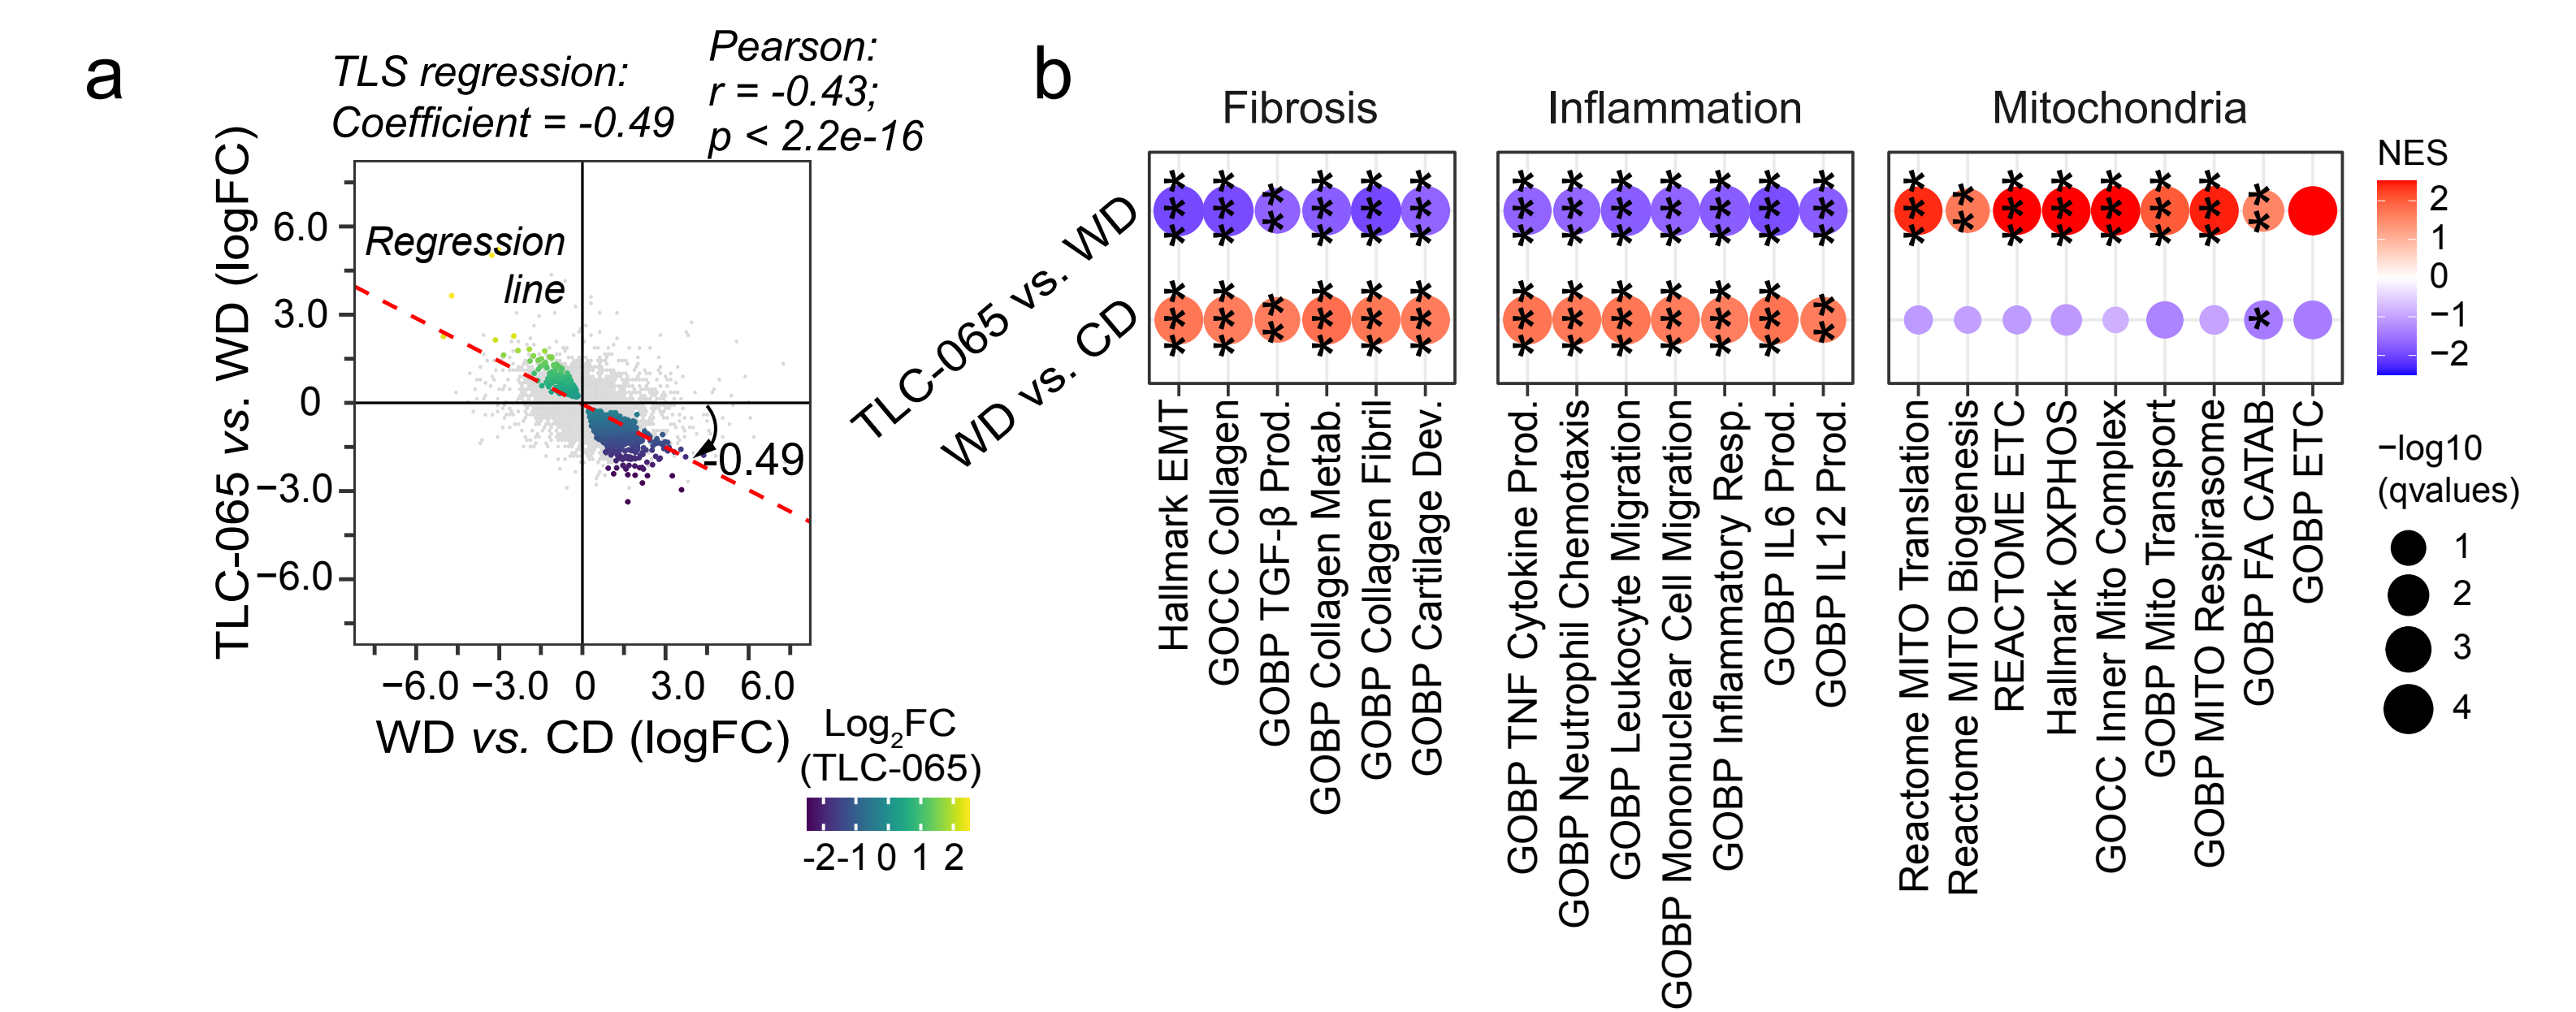 a
TLS regression:
Coefficient = -0.49
Pearson:
r = -0.43;
p < 2.2e-16
TLC-065 vs. WD (logFC)
6.0
3.0
0
−3.0
−6.0
Regression
line
-0.49
−6.0 −3.0 0 3.0 6.0
WD vs. CD (logFC)
Log2FC
(TLC-065)
-2 -1 0 1 2
b
Fibrosis
Inflammation
Mitochondria
TLC-065 vs. WD
WD vs. CD
*** *** ** *** *** ***
*** *** *** *** *** *** ***
*** ** *** *** *** *** *** **
*** *** ** *** *** ***
*** *** *** *** *** *** **
*
Hallmark EMT
GOCC Collagen
GOBP TGF-β Prod.
GOBP Collagen Metab.
GOBP Collagen Fibril
GOBP Cartilage Dev.
GOBP TNF Cytokine Prod.
GOBP Neutrophil Chemotaxis
GOBP Leukocyte Migration
GOBP Mononuclear Cell Migration
GOBP Inflammatory Resp.
GOBP IL6 Prod.
GOBP IL12 Prod.
Reactome MITO Translation
Reactome MITO Biogenesis
REACTOME ETC
Hallmark OXPHOS
GOCC Inner Mito Complex
GOBP Mito Transport
GOBP MITO Respirasome
GOBP FA CATAB
GOBP ETC
NES
2
1
0
−1
−2
−log10
(qvalues)
1
2
3
4